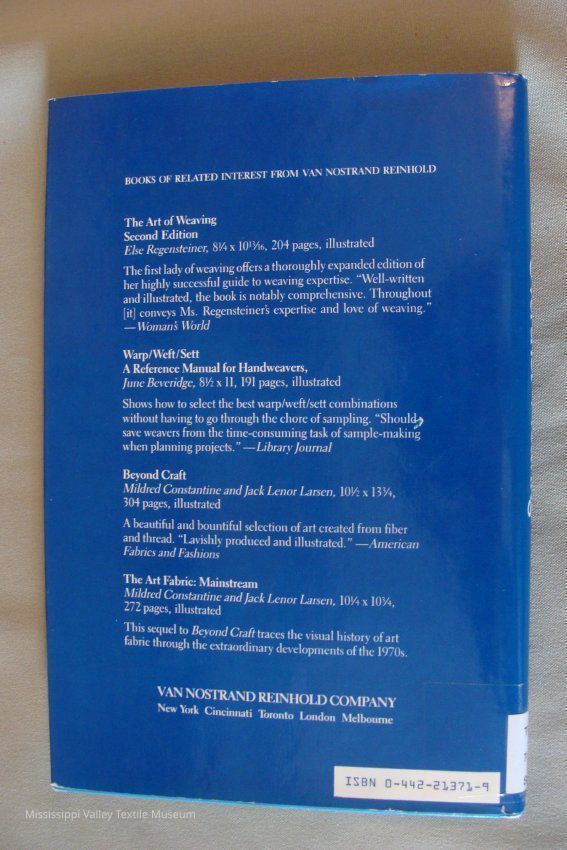 BOOKS OF RELATED INTEREST FROM VAN NOSTRAND REINHOLD
The Art of Weaving
Second Edition
Else Regensteiner, 8¼ x 10¹³⁄₁₆, 204 pages, illustrated
The first lady of weaving offers a thoroughly expanded edition of
her highly successful guide to weaving expertise. “Well-written
and illustrated, the book is notably comprehensive. Throughout
[it] conveys Ms. Regensteiner's expertise and love of weaving.”
—Woman's World
Warp/Weft/Sett
A Reference Manual for Handweavers,
June Beveridge, 8½ x 11, 191 pages, illustrated
Shows how to select the best warp/weft/sett combinations
without having to go through the chore of sampling. “Should
save weavers from the time-consuming task of sample-making
when planning projects.” —Library Journal
Beyond Craft
Mildred Constantine and Jack Lenor Larsen, 10½ x 13¾,
304 pages, illustrated
A beautiful and bountiful selection of art created from fiber
and thread. “Lavishly produced and illustrated.” —American
Fabrics and Fashions
The Art Fabric: Mainstream
Mildred Constantine and Jack Lenor Larsen, 10¼ x 10¾,
272 pages, illustrated
This sequel to Beyond Craft traces the visual history of art
fabric through the extraordinary developments of the 1970s.
VAN NOSTRAND REINHOLD COMPANY
New York Cincinnati Toronto London Melbourne
ISBN 0-442-21371-9
Mississippi Valley Textile Museum